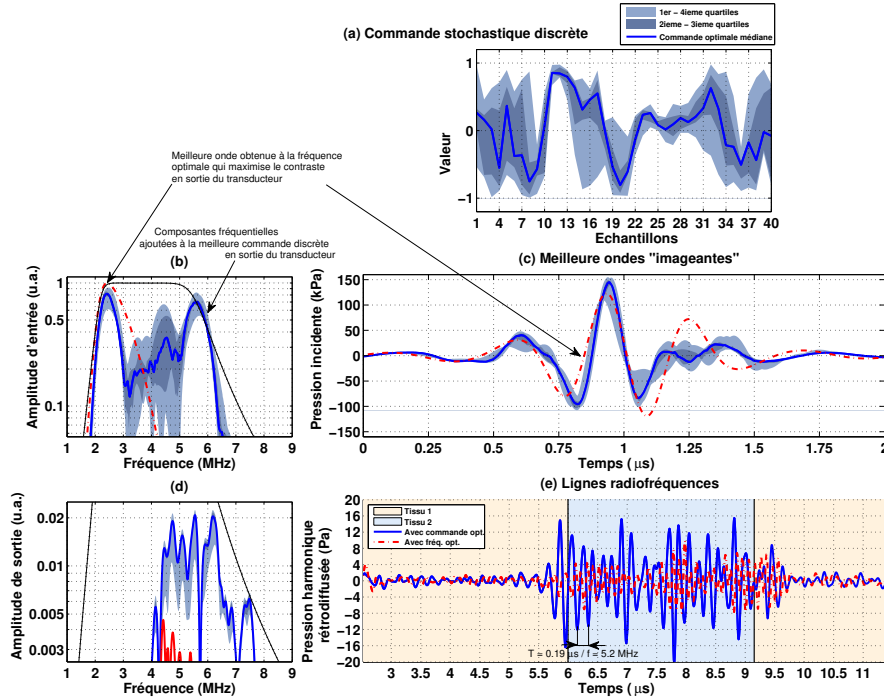 1er − 4ieme quartiles
2ieme − 3ieme quartiles
Commande optimale médiane
(a) Commande stochastique discrète
1
0
−1
Valeur
1 4 7 10 13 16 19 22 25 28 31 34 37 40
Echantillons
Meilleure onde obtenue à la fréquence
optimale qui maximise le contraste
en sortie du transducteur
Composantes fréquentielles
ajoutées à la meilleure commande discrète
en sortie du transducteur
(b)
Amplitude d'entrée (u.a.)
1
0.5
0.1
1 2 3 4 5 6 7 8 9
Fréquence (MHz)
(c) Meilleure ondes "imageantes"
Pression incidente (kPa)
150
100
50
0
−50
−100
−150
0 0.25 0.5 0.75 1 1.25 1.5 1.75 2
Temps (µs)
(d)
Amplitude de sortie (u.a.)
0.02
0.01
0.005
0.003
1 2 3 4 5 6 7 8 9
Fréquence (MHz)
(e) Lignes radiofréquences
Tissu 1
Tissu 2
Avec commande opt.
Avec fréq. opt.
Pression harmonique
rétrodiffusée (Pa)
20
16
12
8
4
0
−4
−8
−12
−16
−20
T = 0.19 µs / f = 5.2 MHz
3 3.5 4 4.5 5 5.5 6 6.5 7 7.5 8 8.5 9 9.5 10 10.5 11
Temps (µs)